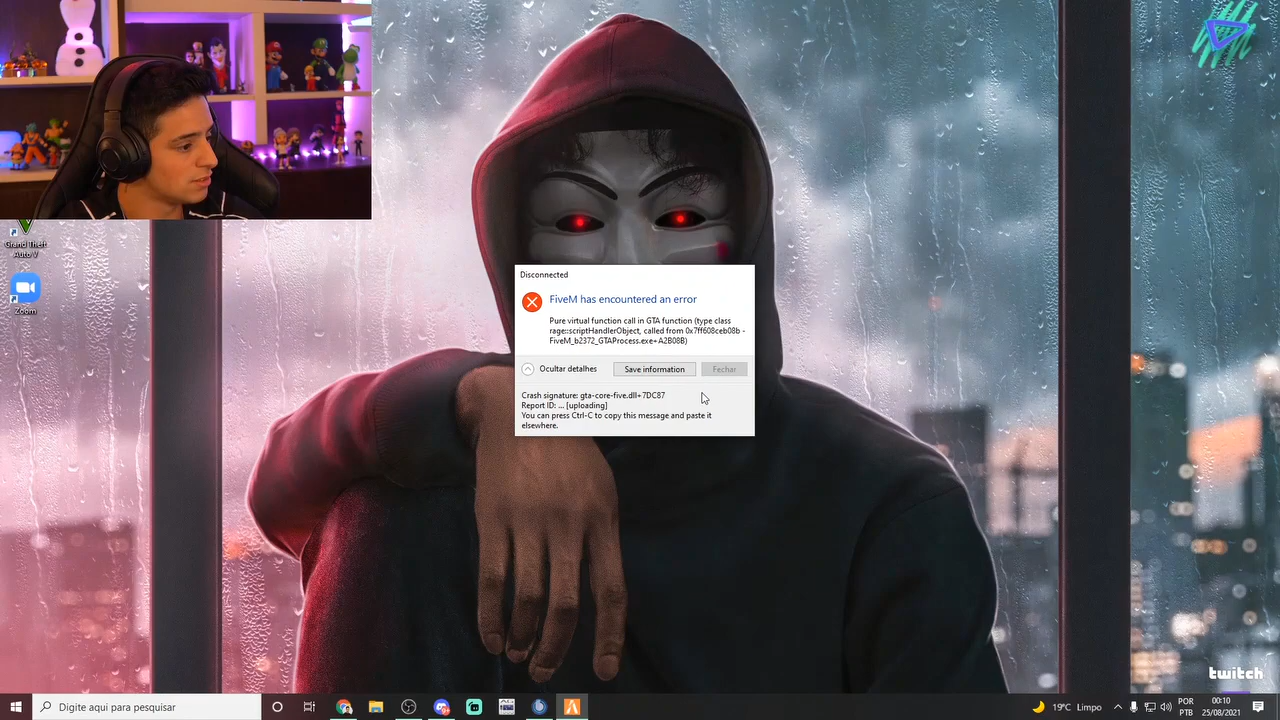 Grand Theft
Auto V
Zoom
Disconnected
FiveM has encountered an error
Pure virtual function call in GTA function (type class
rage::scriptHandlerObject, called from 0x7ff608ceb08b -
FiveM_b2372_GTAProcess.exe+A2B08B)
Ocultar detalhes
Save information
Fechar
Crash signature: gta-core-five.dll+7DC87
Report ID: ... [uploading]
You can press Ctrl-C to copy this message and paste it
elsewhere.
twitch
Digite aqui para pesquisar
19°C Limpo
POR
PTB
00:10
25/08/2021